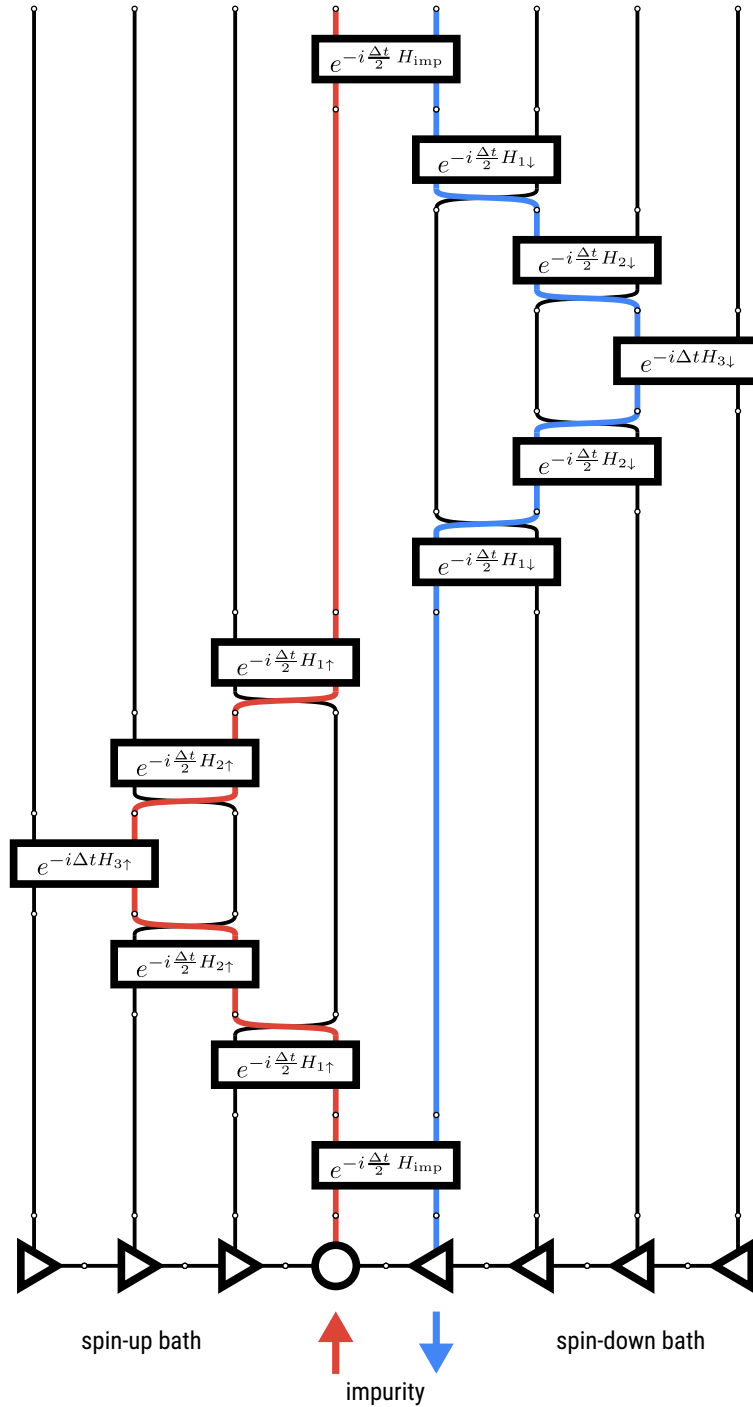 $e^{-i\frac{\Delta t}{2} H_{\mathrm{imp}}}$
$e^{-i\frac{\Delta t}{2} H_{1\downarrow}}$
$e^{-i\frac{\Delta t}{2} H_{2\downarrow}}$
$e^{-i\Delta t H_{3\downarrow}}$
$e^{-i\frac{\Delta t}{2} H_{2\downarrow}}$
$e^{-i\frac{\Delta t}{2} H_{1\downarrow}}$
$e^{-i\frac{\Delta t}{2} H_{1\uparrow}}$
$e^{-i\frac{\Delta t}{2} H_{2\uparrow}}$
$e^{-i\Delta t H_{3\uparrow}}$
$e^{-i\frac{\Delta t}{2} H_{2\uparrow}}$
$e^{-i\frac{\Delta t}{2} H_{1\uparrow}}$
$e^{-i\frac{\Delta t}{2} H_{\mathrm{imp}}}$
spin-up bath
spin-down bath
impurity